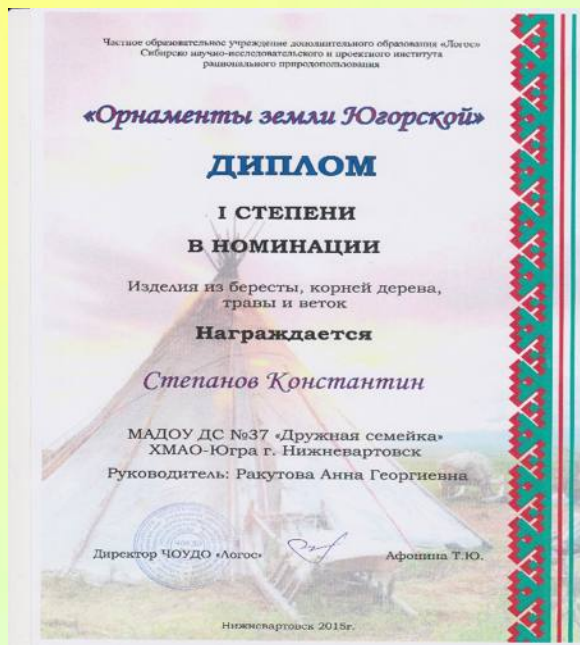 Частное образовательное учреждение дополнительного образования «Логос»
Сибирско научно-исследовательского и проектного института
рационального природопользования
«Орнаменты земли Югорской»
ДИПЛОМ
I СТЕПЕНИ
В НОМИНАЦИИ
Изделия из бересты, корней дерева,
травы и веток
Награждается
Степанов Константин
МАДОУ ДС №37 «Дружная семейка»
ХМАО-Югра г. Нижневартовск
Руководитель: Ракутова Анна Георгиевна
Директор ЧОУДО «Логос» Афонина Т.Ю.
Нижневартовск 2015г.